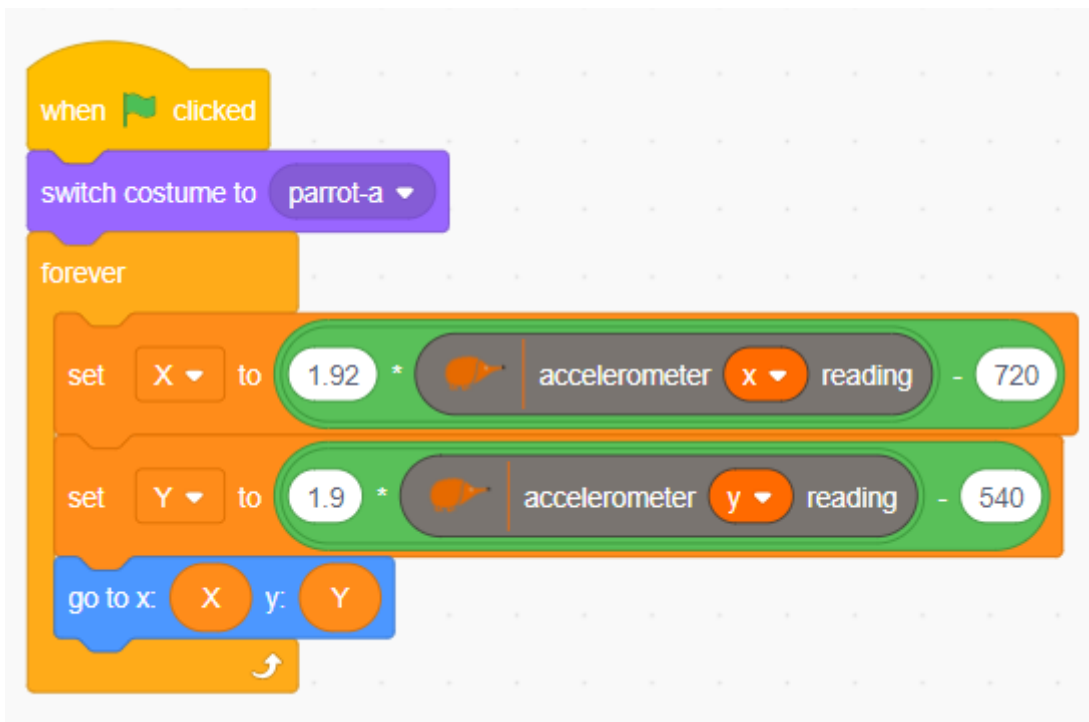 when clicked
switch costume to parrot-a
forever
set X to 1.92 * accelerometer x reading - 720
set Y to 1.9 * accelerometer y reading - 540
go to x: X y: Y